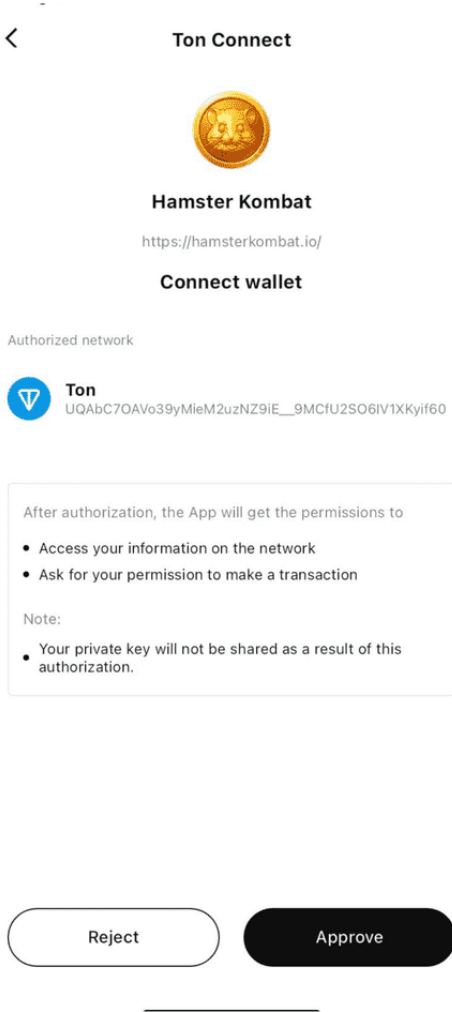 Ton Connect
Hamster Kombat
https://hamsterkombat.io/
Connect wallet
Authorized network
Ton
UQAbC7OAVo39yMieM2uzNZ9iE__9MCfU2SO6IV1XKyif60
After authorization, the App will get the permissions to
• Access your information on the network
• Ask for your permission to make a transaction
Note:
• Your private key will not be shared as a result of this
authorization.
Reject
Approve